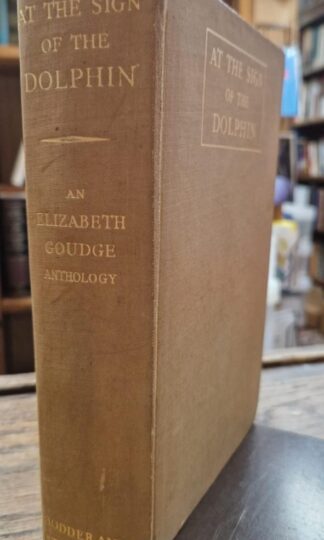 AT THE SIGN
OF THE
DOLPHIN
AN
ELIZABETH
GOUDGE
ANTHOLOGY
AT THE SIGN
OF THE
DOLPHIN